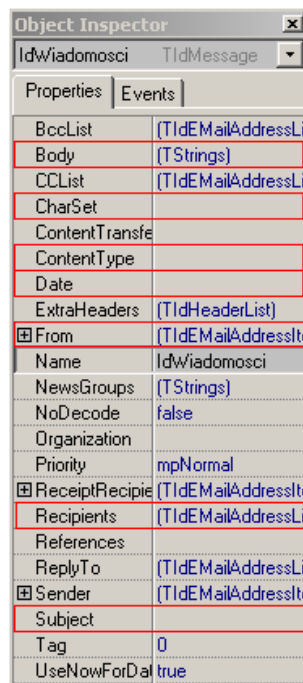 Object Inspector
IdWiadomosci TIdMessage
Properties Events
BccList (TIdEMailAddressLi
Body (TStrings)
CCList (TIdEMailAddressLi
CharSet
ContentTransfe
ContentType
Date
ExtraHeaders (TIdHeaderList)
From (TIdEMailAddressIte
Name IdWiadomosci
NewsGroups (TStrings)
NoDecode false
Organization
Priority mpNormal
ReceiptRecipie (TIdEMailAddressIte
Recipients (TIdEMailAddressLi
References
ReplyTo (TIdEMailAddressLi
Sender (TIdEMailAddressIte
Subject
Tag 0
UseNowForDat true